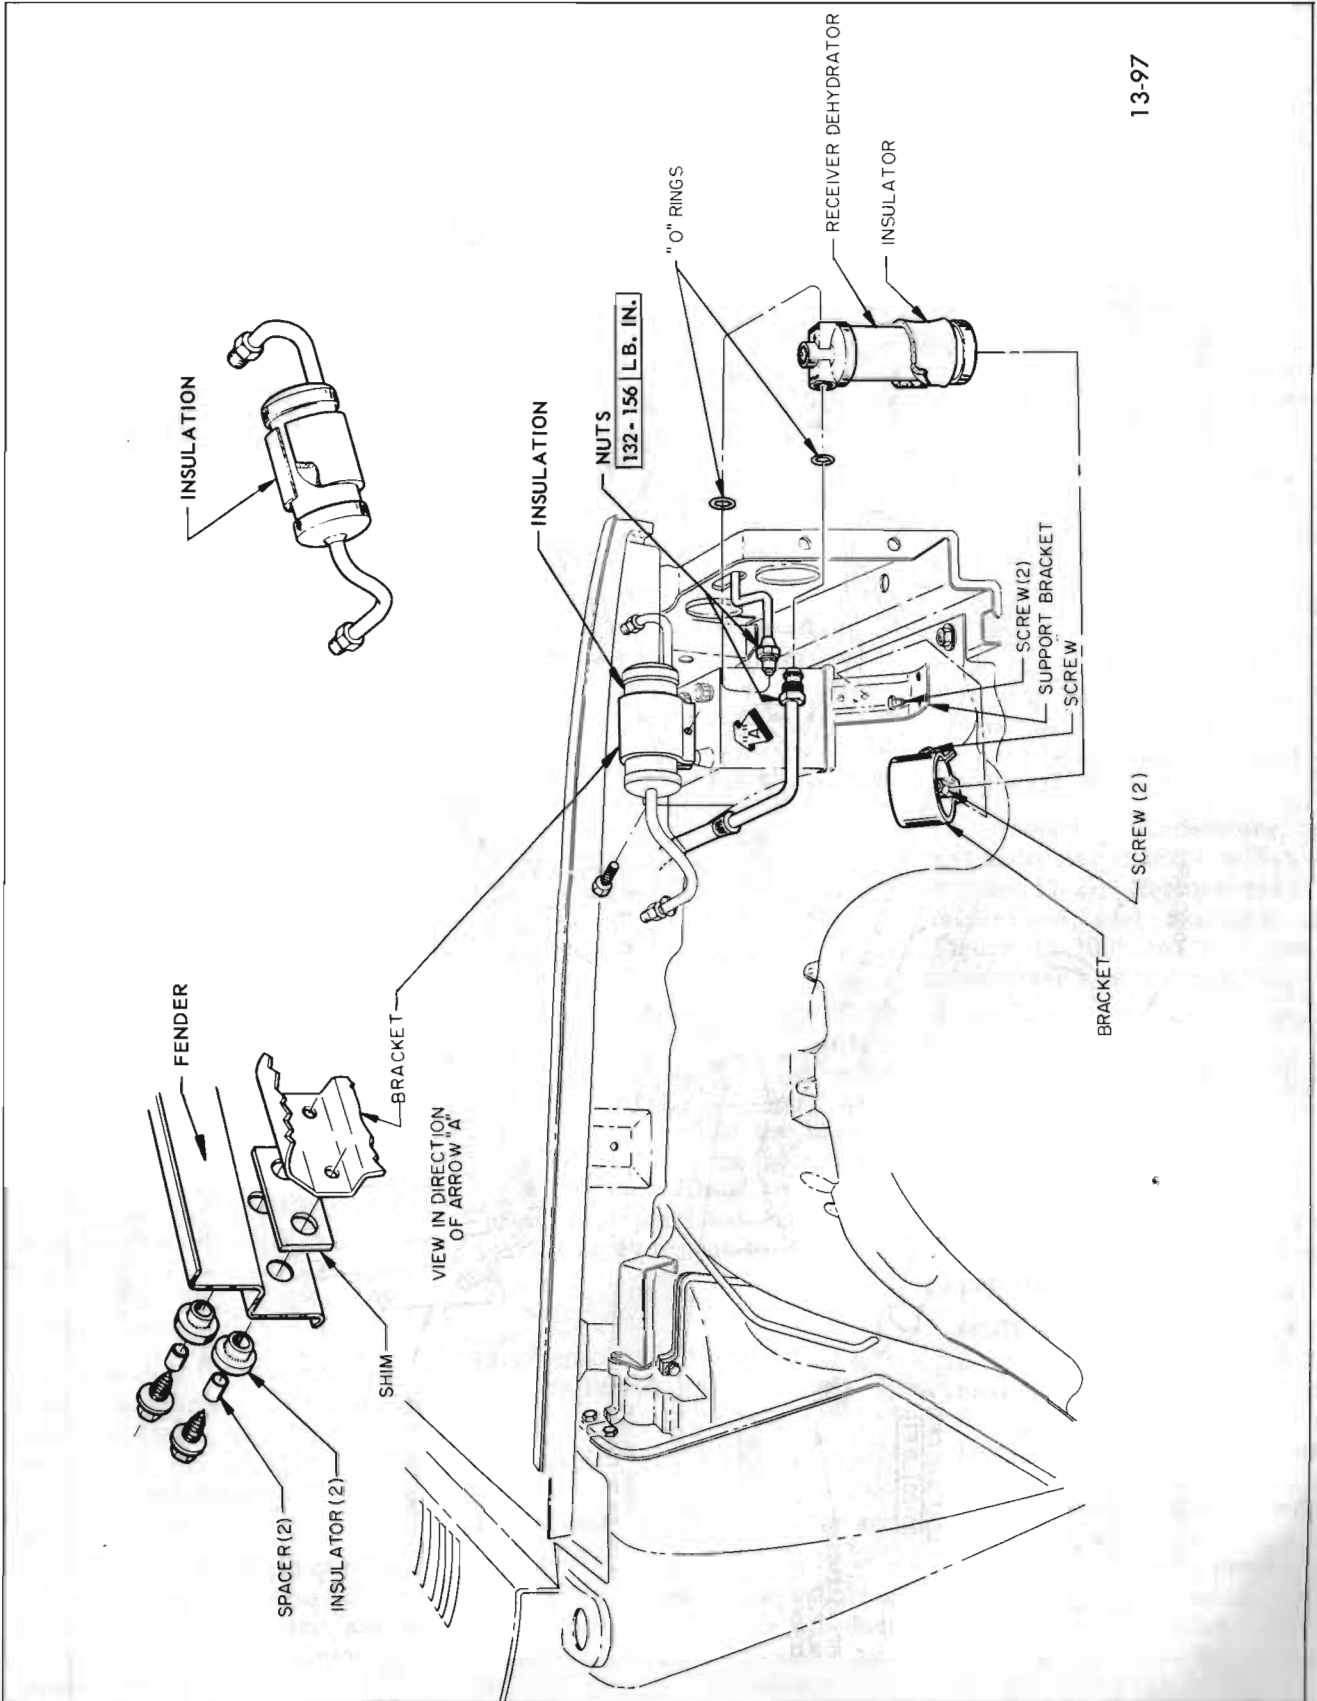 INSULATION
FENDER
SPACER(2)
INSULATOR(2)
SHIM
BRACKET
VIEW IN DIRECTION
OF ARROW "A"
INSULATION
NUTS
132-156 LB. IN.
"O" RINGS
"A"
RECEIVER DEHYDRATOR
INSULATOR
SCREW(2)
SUPPORT BRACKET
SCREW
SCREW (2)
BRACKET
13-97